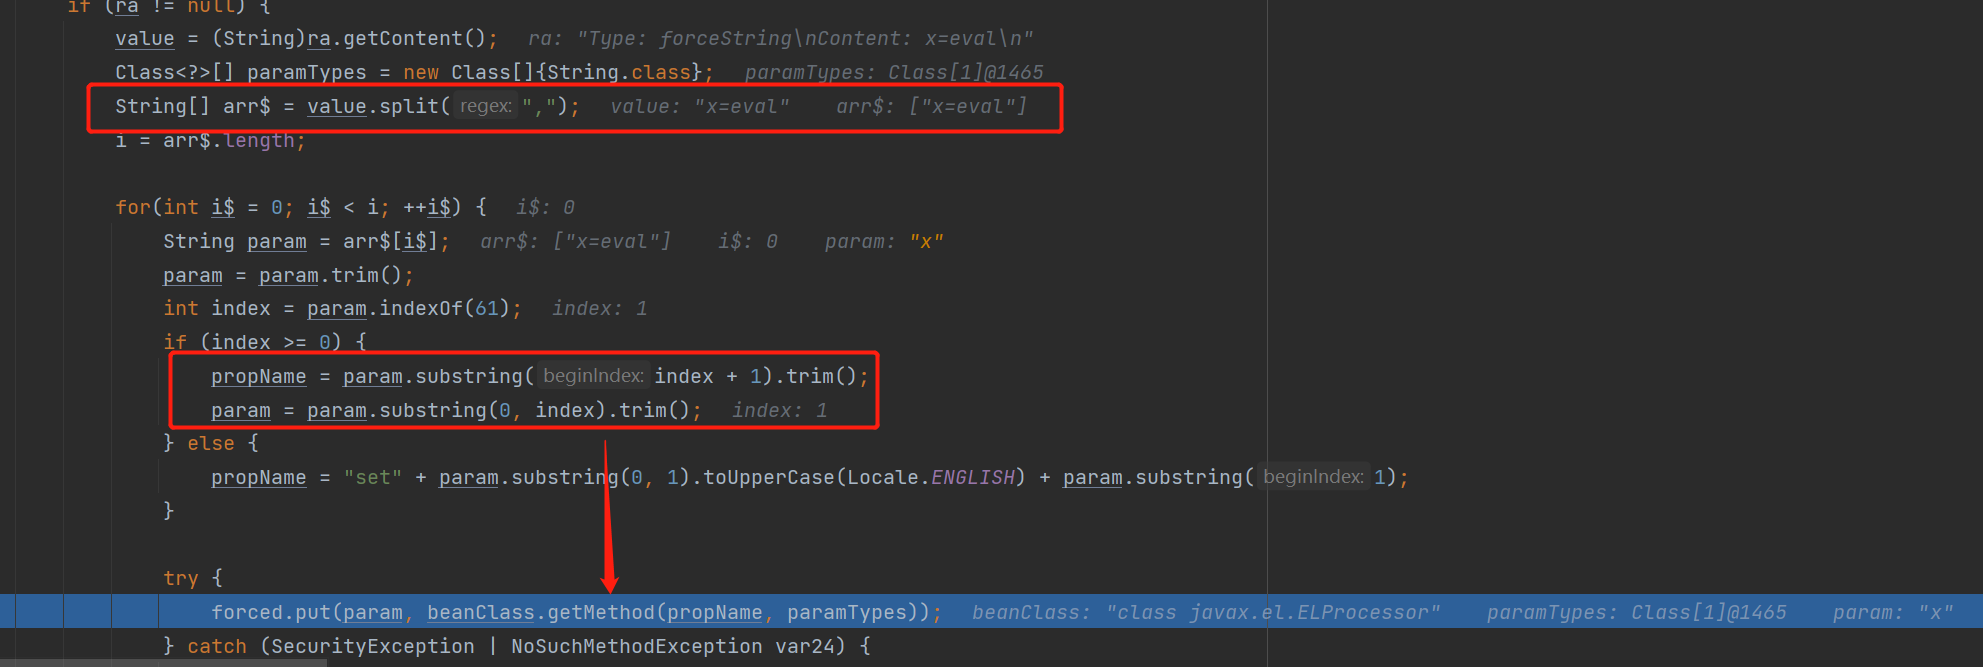 if (ra != null) {
value = (String)ra.getContent(); ra: "Type: forceString\nContent: x=eval\n"
Class<?>[] paramTypes = new Class[]{String.class}; paramTypes: Class[1]@1465
String[] arr$ = value.split( regex: ","); value: "x=eval" arr$: ["x=eval"]
i = arr$.length;
for(int i$ = 0; i$ < i; ++i$) { i$: 0
String param = arr$[i$]; arr$: ["x=eval"] i$: 0 param: "x"
param = param.trim();
int index = param.indexOf(61); index: 1
if (index >= 0) {
propName = param.substring( beginIndex: index + 1).trim();
param = param.substring(0, index).trim(); index: 1
} else {
propName = "set" + param.substring(0, 1).toUpperCase(Locale.ENGLISH) + param.substring( beginIndex: 1);
}
try {
forced.put(param, beanClass.getMethod(propName, paramTypes)); beanClass: "class javax.el.ELProcessor" paramTypes: Class[1]@1465 param: "x"
} catch (SecurityException | NoSuchMethodException var24) {